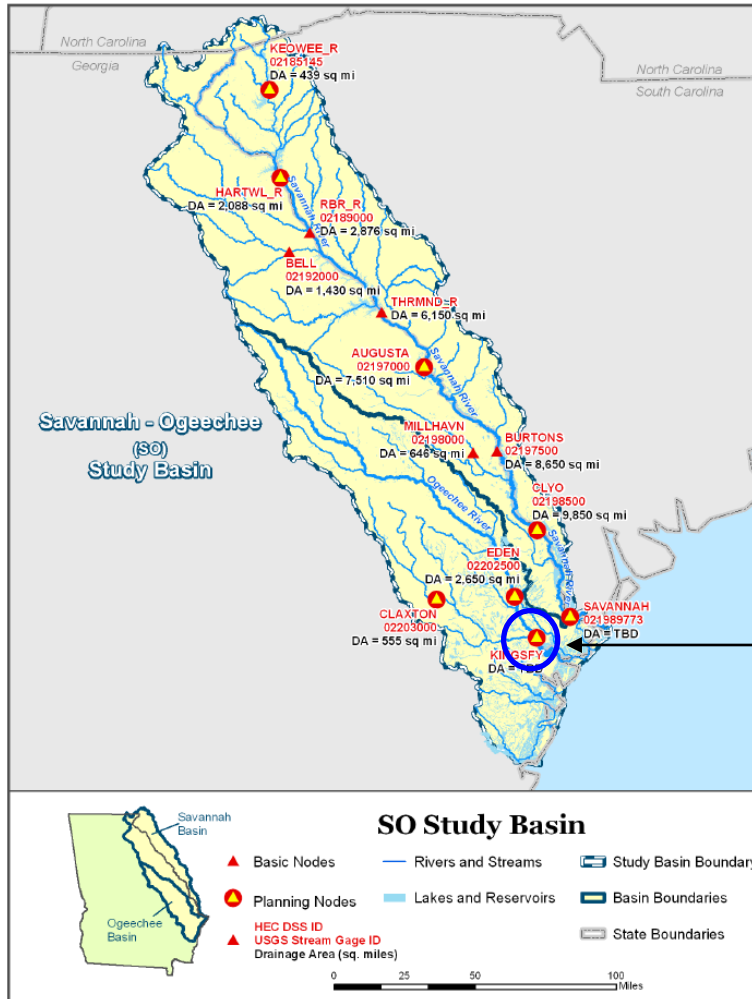 North Carolina
Georgia
KEOWEE_R
02185145
DA = 439 sq mi
North Carolina
South Carolina
HARTWL_R
DA = 2,088 sq mi
Savannah River
RBR_R
02189000
DA = 2,876 sq mi
BELL
02192000
DA = 1,430 sq mi
THRMND_R
DA = 6,150 sq mi
AUGUSTA
02197000
DA = 7,510 sq mi
Savannah River
Savannah - Ogeechee
(SO)
Study Basin
MILLHAVN
02198000
DA = 646 sq mi
BURTONS
02197500
DA = 8,650 sq mi
Ogeechee River
CLYO
02198500
DA = 9,850 sq mi
Savannah River
EDEN
02202500
DA = 2,650 sq mi
CLAXTON
02203000
DA = 555 sq mi
SAVANNAH
021989773
DA = TBD
KINGSFY
DA = TBD
SO Study Basin
Savannah
Basin
Ogeechee
Basin
Basic Nodes
Planning Nodes
HEC DSS ID
USGS Stream Gage ID
Drainage Area (sq. miles)
Rivers and Streams
Lakes and Reservoirs
Study Basin Boundary
Basin Boundaries
State Boundaries
0 25 50 100
Miles